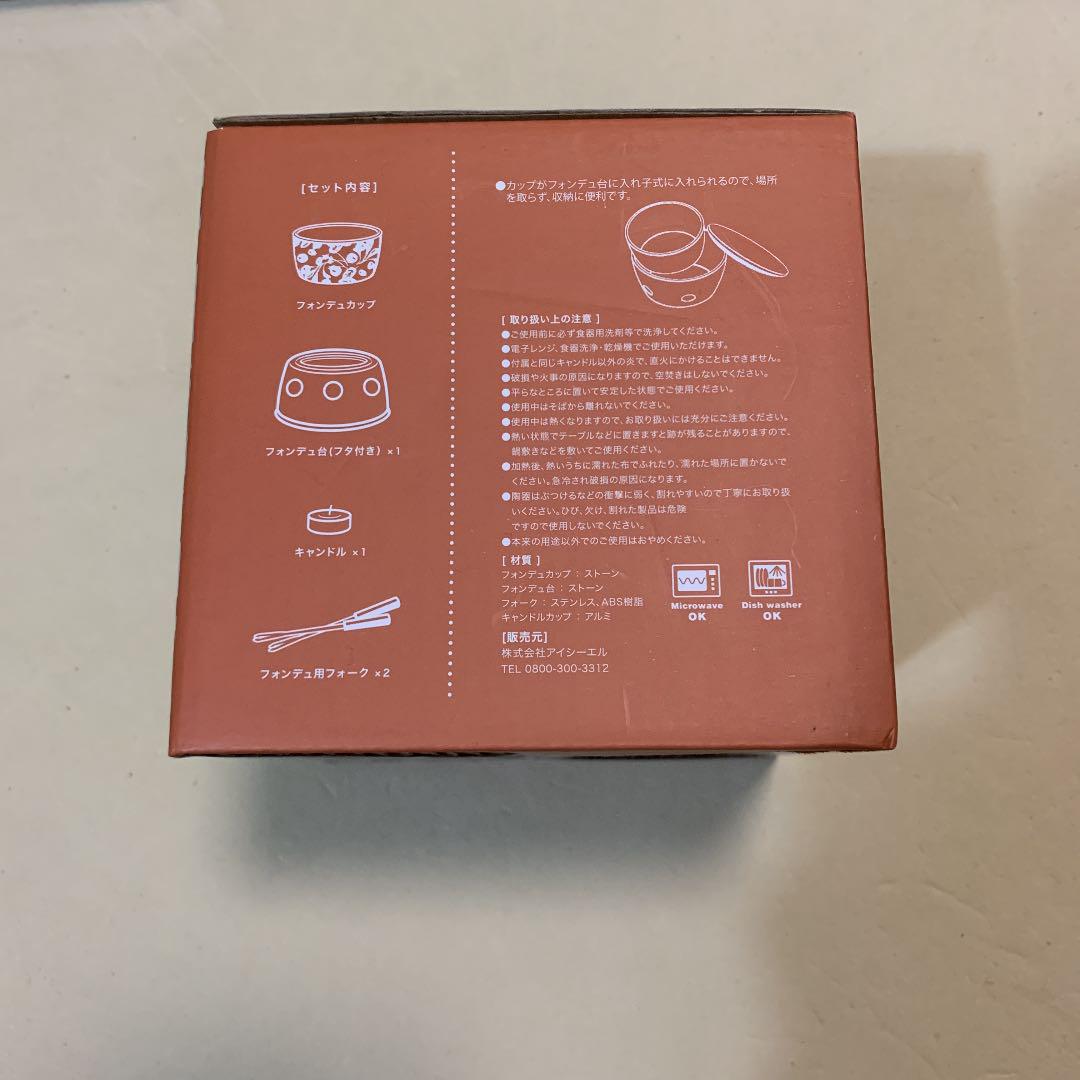 [セット内容]
フォンデュカップ
フォンデュ台(フタ付き) ×1
キャンドル ×1
フォンデュ用フォーク ×2
●カップがフォンデュ台に入れ子式に入れられるので、場所
を取らず、収納に便利です。
[ 取り扱い上の注意 ]
●ご使用前に必ず食器用洗剤等で洗浄してください。
●電子レンジ、食器洗浄・乾燥機でご使用いただけます。
●付属と同じキャンドル以外の炎で、直火にかけることはできません。
●破損や火事の原因になりますので、空焚きはしないでください。
●平らなところに置いて安定した状態でご使用ください。
●使用中はそばから離れないでください。
●使用中は熱くなりますので、お取り扱いには充分にご注意ください。
●熱い状態でテーブルなどに置きますと跡が残ることがありますので、
鍋敷きなどを敷いてご使用ください。
●加熱後、熱いうちに濡れた布でふれたり、濡れた場所に置かないで
ください。急冷され破損の原因になります。
●陶器はぶつけるなどの衝撃に弱く、割れやすいので丁寧にお取り扱
いください。ひび、欠け、割れた製品は危険
ですので使用しないでください。
●本来の用途以外でのご使用はおやめください。
[ 材質 ]
フォンデュカップ : ストーン
フォンデュ台 : ストーン
フォーク : ステンレス、ABS樹脂
キャンドルカップ : アルミ
Microwave
OK
Dish washer
OK
[販売元]
株式会社アイシーエル
TEL 0800-300-3312